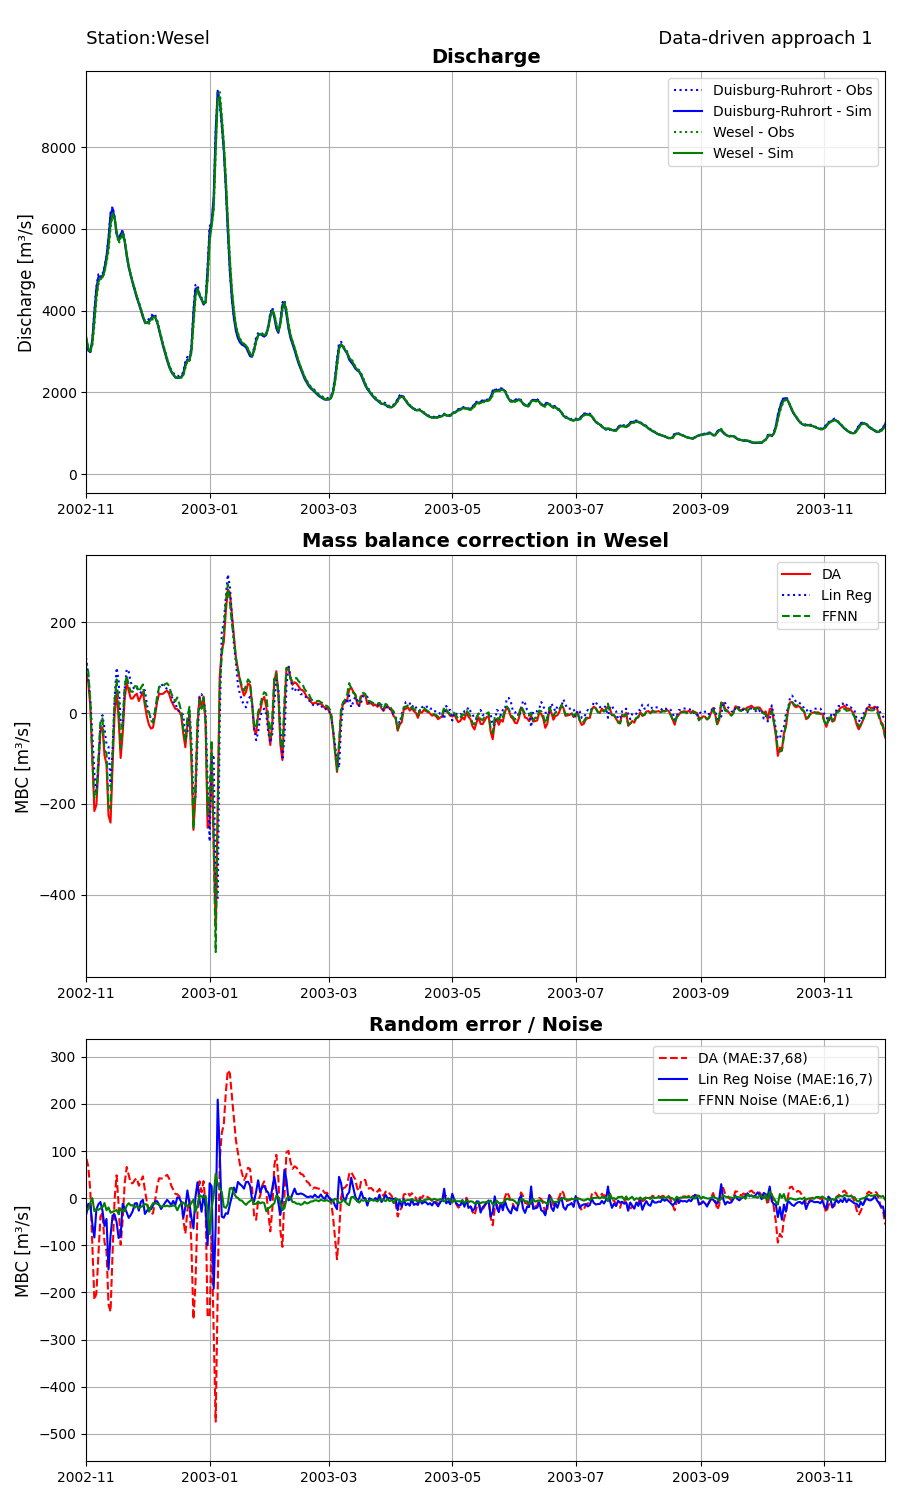 Station:Wesel Data-driven approach 1
Discharge
Duisburg-Ruhrort - Obs
Duisburg-Ruhrort - Sim
Wesel - Obs
Wesel - Sim
Discharge [m³/s]
8000
6000
4000
2000
0
2002-11 2003-01 2003-03 2003-05 2003-07 2003-09 2003-11
Mass balance correction in Wesel
DA
Lin Reg
FFNN
MBC [m³/s]
200
0
−200
−400
2002-11 2003-01 2003-03 2003-05 2003-07 2003-09 2003-11
Random error / Noise
DA (MAE:37,68)
Lin Reg Noise (MAE:16,7)
FFNN Noise (MAE:6,1)
MBC [m³/s]
300
200
100
0
−100
−200
−300
−400
−500
2002-11 2003-01 2003-03 2003-05 2003-07 2003-09 2003-11